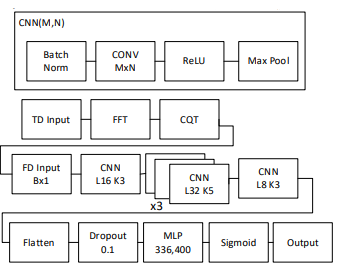 CNN(M,N)
Batch
Norm
CONV
MxN
ReLU
Max Pool
TD Input
FFT
CQT
FD Input
Bx1
CNN
L16 K3
CNN
L32 K5
x3
CNN
L8 K3
Flatten
Dropout
0.1
MLP
336,400
Sigmoid
Output